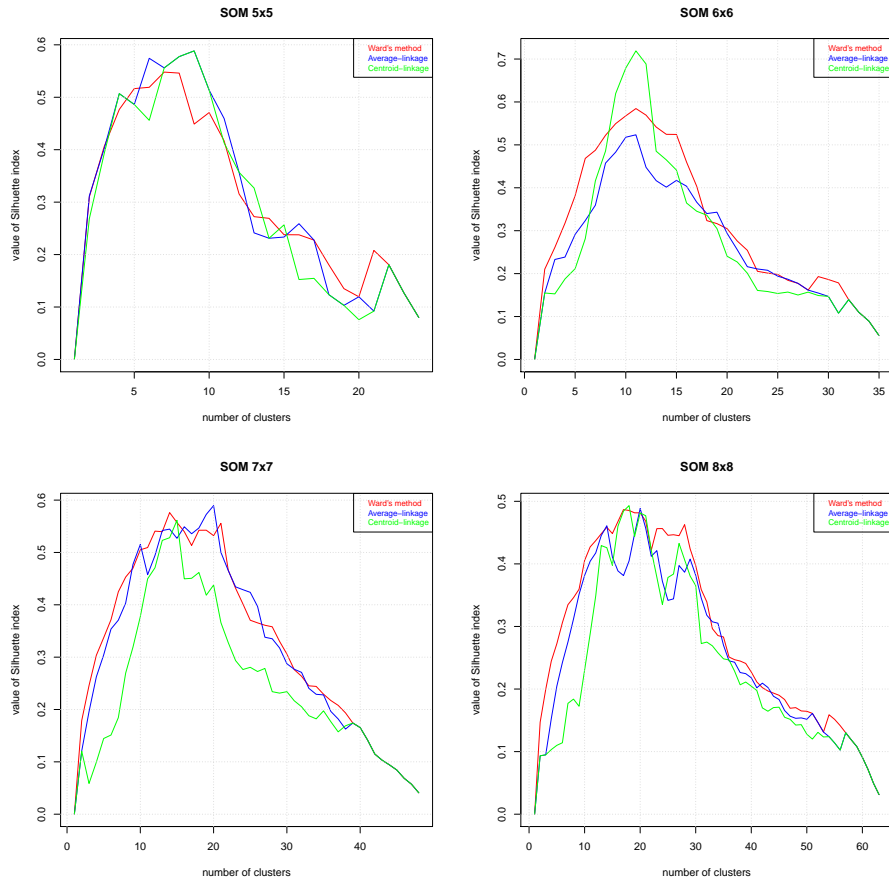 SOM 5x5
Ward's method
Average−linkage
Centroid−linkage
value of Silhuette index
0.0 0.1 0.2 0.3 0.4 0.5 0.6
5 10 15 20
number of clusters
SOM 6x6
Ward's method
Average−linkage
Centroid−linkage
value of Silhuette index
0.0 0.1 0.2 0.3 0.4 0.5 0.6 0.7
0 5 10 15 20 25 30 35
number of clusters
SOM 7x7
Ward's method
Average−linkage
Centroid−linkage
value of Silhuette index
0.0 0.1 0.2 0.3 0.4 0.5 0.6
0 10 20 30 40
number of clusters
SOM 8x8
Ward's method
Average−linkage
Centroid−linkage
value of Silhuette index
0.0 0.1 0.2 0.3 0.4 0.5
0 10 20 30 40 50 60
number of clusters